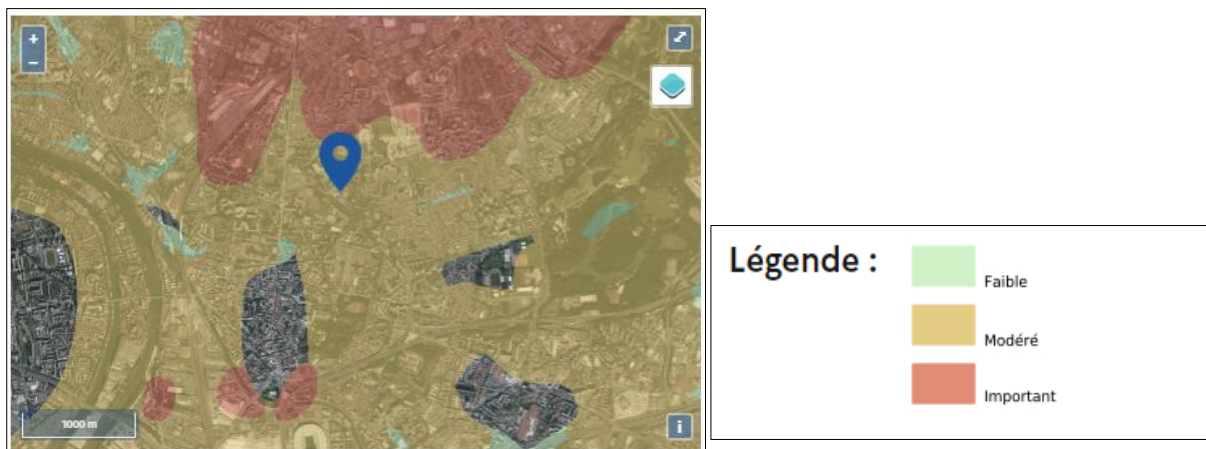 +
−
1000 m
i
Légende :
Faible
Modéré
Important